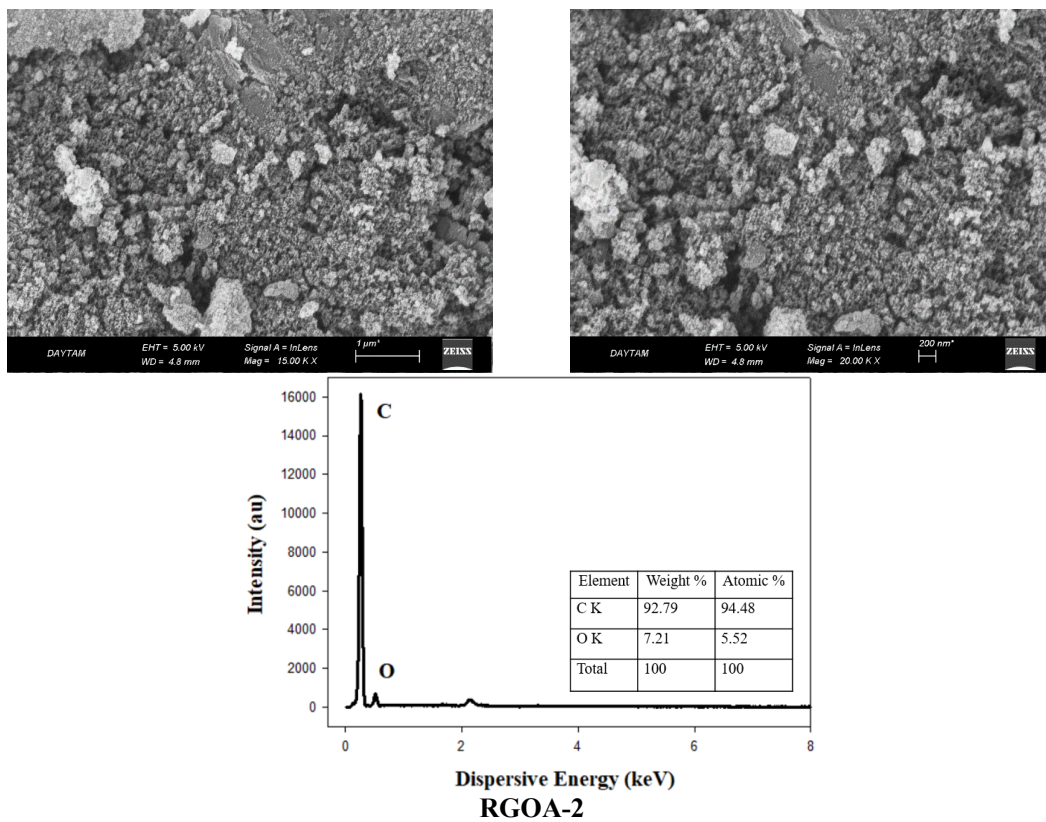 DAYTAM
EHT = 5.00 kV
WD = 4.8 mm
Signal A = InLens
Mag = 15.00 K X
1 µm*
ZEISS
DAYTAM
EHT = 5.00 kV
WD = 4.8 mm
Signal A = InLens
Mag = 20.00 K X
200 nm*
ZEISS
16000
14000
12000
10000
8000
6000
4000
2000
0
Intensity (au)
C
O
Element Weight % Atomic %
C K 92.79 94.48
O K 7.21 5.52
Total 100 100
0 2 4 6 8
Dispersive Energy (keV)
RGOA-2